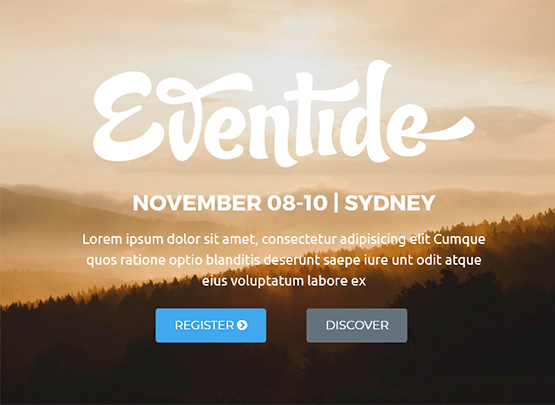 Eventide
NOVEMBER 08-10 | SYDNEY
Lorem ipsum dolor sit amet, consectetur adipisicing elit Cumque
quos ratione optio blanditis deserunt saepe iure unt odit atque
eius voluptatum labore ex
REGISTER
DISCOVER